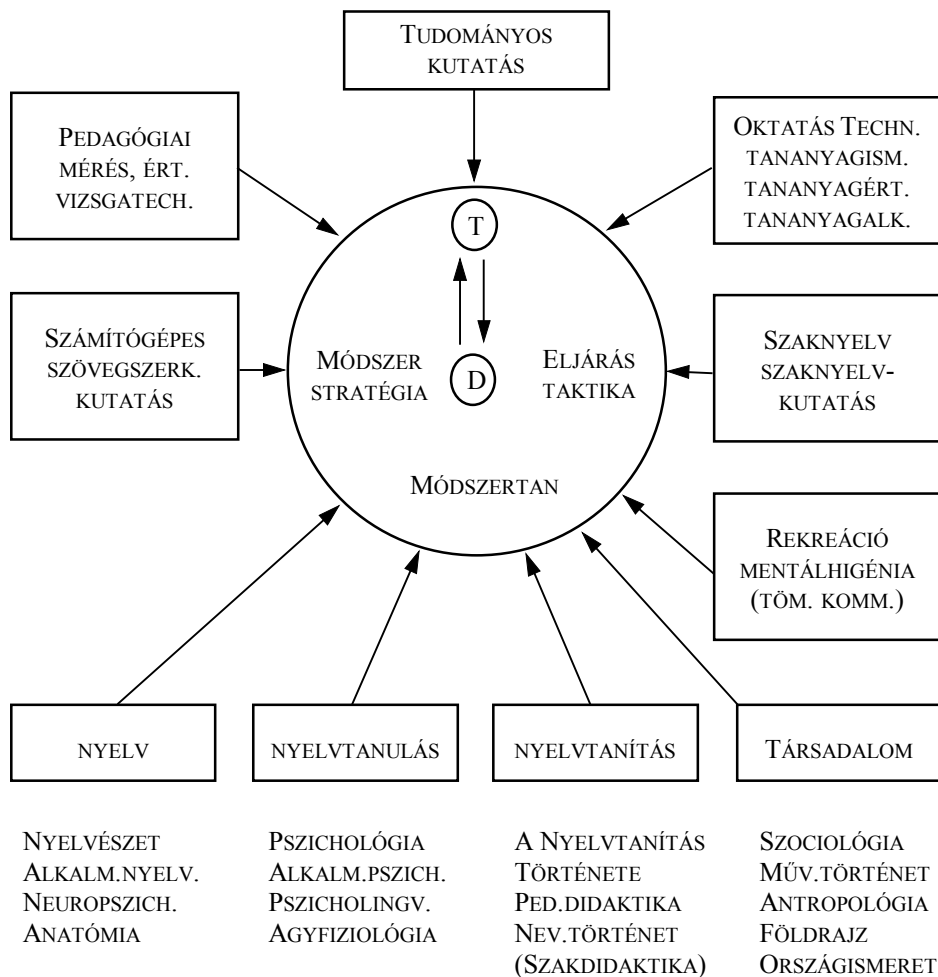 TUDOMÁNYOS
KUTATÁS
PEDAGÓGIAI
MÉRÉS, ÉRT.
VIZSGATECH.
OKTATÁS TECHN.
TANANYAGISM.
TANANYAGÉRT.
TANANYAGALK.
T
SZÁMÍTÓGÉPES
SZÖVEGSZERK.
KUTATÁS
MÓDSZER
STRATÉGIA
D
ELJÁRÁS
TAKTIKA
SZAKNYELV
SZAKNYELV-
KUTATÁS
MÓDSZERTAN
REKREÁCIÓ
MENTÁLHIGÉNIA
(TÖM. KOMM.)
NYELV
NYELVTANULÁS
NYELVTANÍTÁS
TÁRSADALOM
NYELVÉSZET
ALKALM.NYELV.
NEUROPSZICH.
ANATÓMIA
PSZICHOLÓGIA
ALKALM.PSZICH.
PSZICHOLINGV.
AGYFIZIOLÓGIA
A NYELVTANÍTÁS
TÖRTÉNETE
PED.DIDAKTIKA
NEV.TÖRTÉNET
(SZAKDIDAKTIKA)
SZOCIOLÓGIA
MŰV.TÖRTÉNET
ANTROPOLÓGIA
FÖLDRAJZ
ORSZÁGISMERET